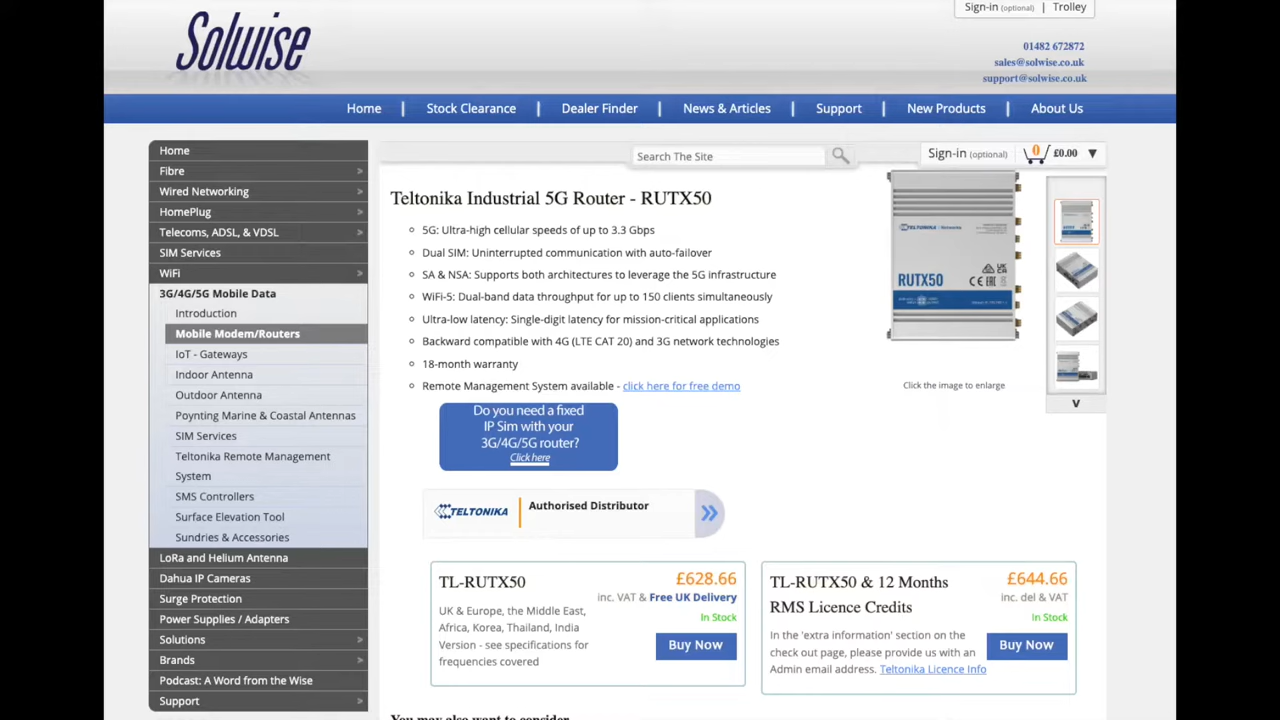 Sign-in (optional) | Trolley
Solwise
01482 672872
sales@solwise.co.uk
support@solwise.co.uk
Home | Stock Clearance | Dealer Finder | News & Articles | Support | New Products | About Us
Home
Fibre
Wired Networking
HomePlug
Telecoms, ADSL, & VDSL
SIM Services
WiFi
3G/4G/5G Mobile Data
Introduction
Mobile Modem/Routers
IoT - Gateways
Indoor Antenna
Outdoor Antenna
Poynting Marine & Coastal Antennas
SIM Services
Teltonika Remote Management
System
SMS Controllers
Surface Elevation Tool
Sundries & Accessories
LoRa and Helium Antenna
Dahua IP Cameras
Surge Protection
Power Supplies / Adapters
Solutions
Brands
Podcast: A Word from the Wise
Support
Search The Site
Sign-in (optional) 0 £0.00 ▼
Teltonika Industrial 5G Router - RUTX50
5G: Ultra-high cellular speeds of up to 3.3 Gbps
Dual SIM: Uninterrupted communication with auto-failover
SA & NSA: Supports both architectures to leverage the 5G infrastructure
WiFi-5: Dual-band data throughput for up to 150 clients simultaneously
Ultra-low latency: Single-digit latency for mission-critical applications
Backward compatible with 4G (LTE CAT 20) and 3G network technologies
18-month warranty
Remote Management System available - click here for free demo
TELTONIKA | Networks
RUTX50
Click the image to enlarge
v
Do you need a fixed
IP Sim with your
3G/4G/5G router?
Click here
TELTONIKA
Authorised Distributor
TL-RUTX50
£628.66
inc. VAT & Free UK Delivery
In Stock
UK & Europe, the Middle East,
Africa, Korea, Thailand, India
Version - see specifications for
frequencies covered
Buy Now
TL-RUTX50 & 12 Months
RMS Licence Credits
£644.66
inc. del & VAT
In Stock
In the 'extra information' section on the
check out page, please provide us with an
Admin email address. Teltonika Licence Info
Buy Now
You may also want to consider